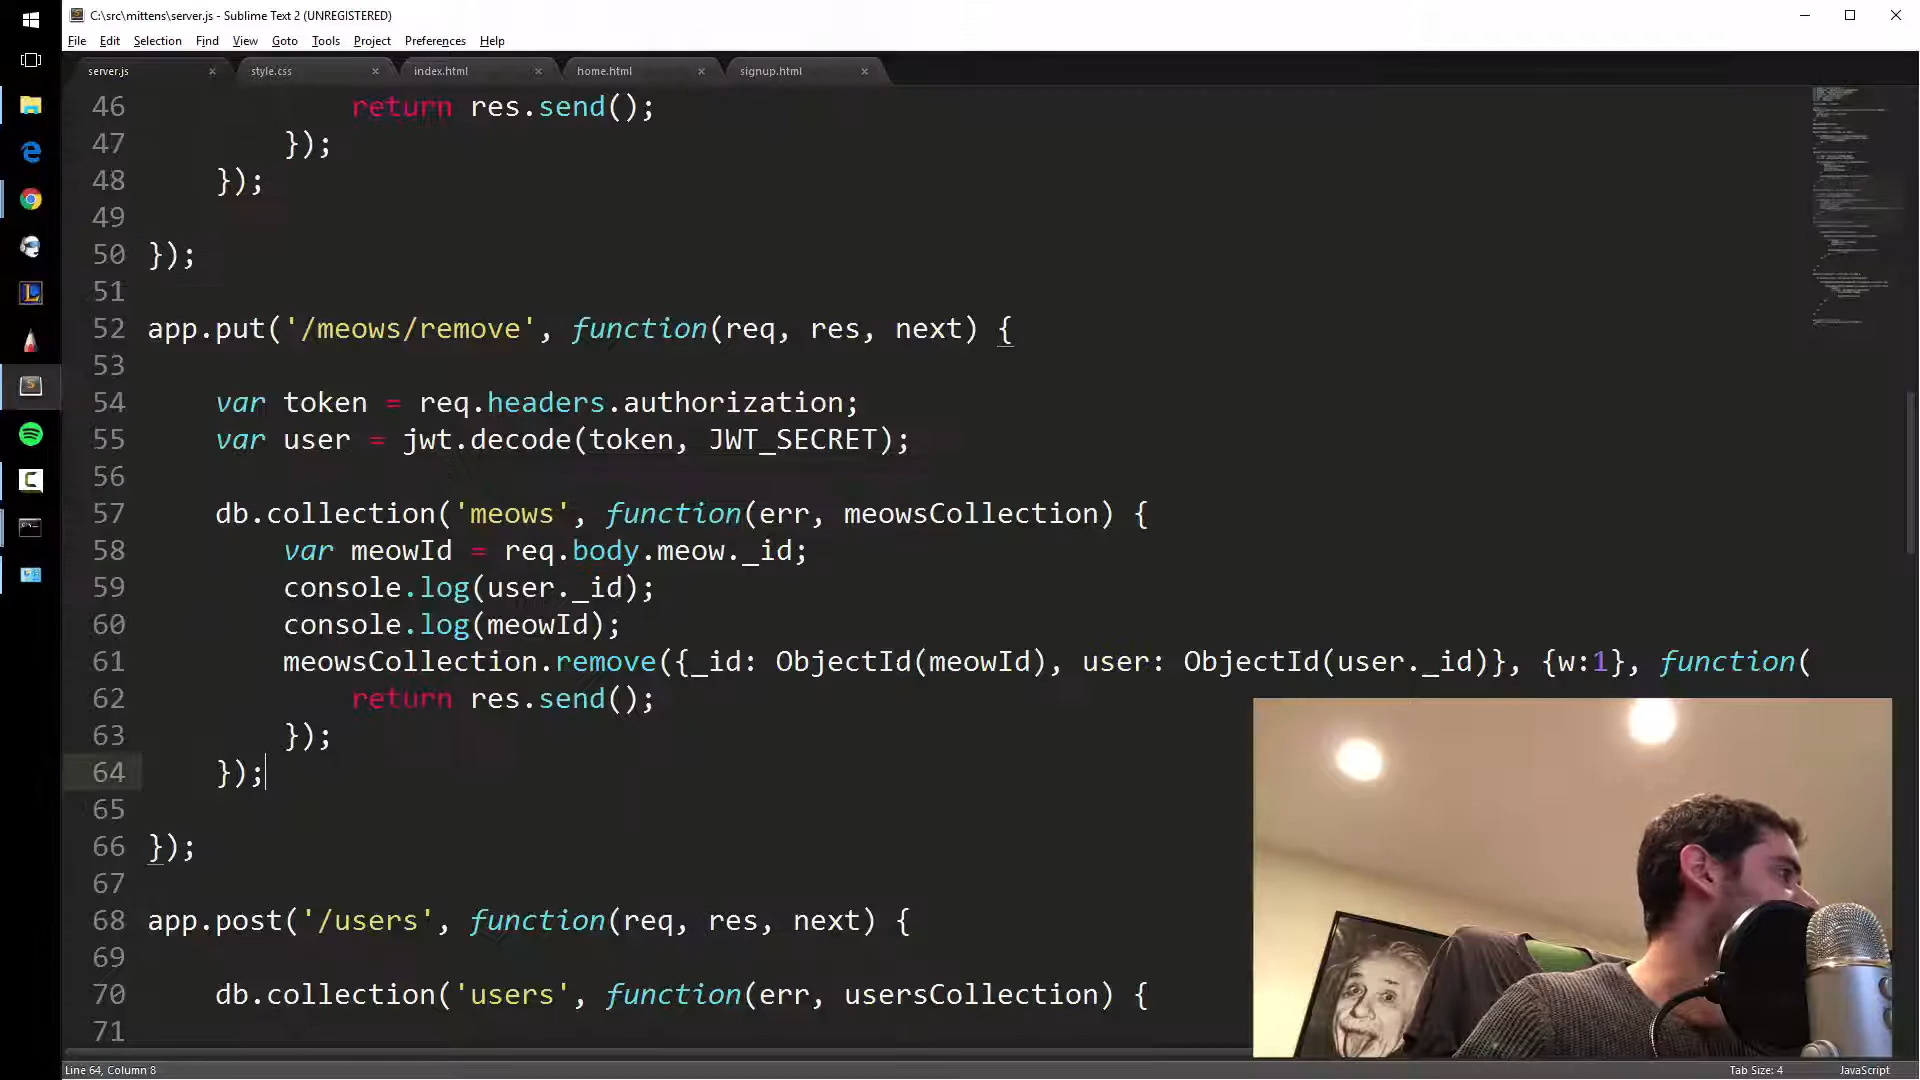 C:\src\mittens\server.js - Sublime Text 2 (UNREGISTERED)
File Edit Selection Find View Goto Tools Project Preferences Help
server.js × style.css × index.html × home.html × signup.html ×
46 return res.send();
47 });
48 });
49
50 });
51
52 app.put('/meows/remove', function(req, res, next) {
53
54 var token = req.headers.authorization;
55 var user = jwt.decode(token, JWT_SECRET);
56
57 db.collection('meows', function(err, meowsCollection) {
58 var meowId = req.body.meow._id;
59 console.log(user._id);
60 console.log(meowId);
61 meowsCollection.remove({_id: ObjectId(meowId), user: ObjectId(user._id)}, {w:1}, function(
62 return res.send();
63 });
64 });
65
66 });
67
68 app.post('/users', function(req, res, next) {
69
70 db.collection('users', function(err, usersCollection) {
71
Line 64, Column 8 Tab Size: 4 JavaScript